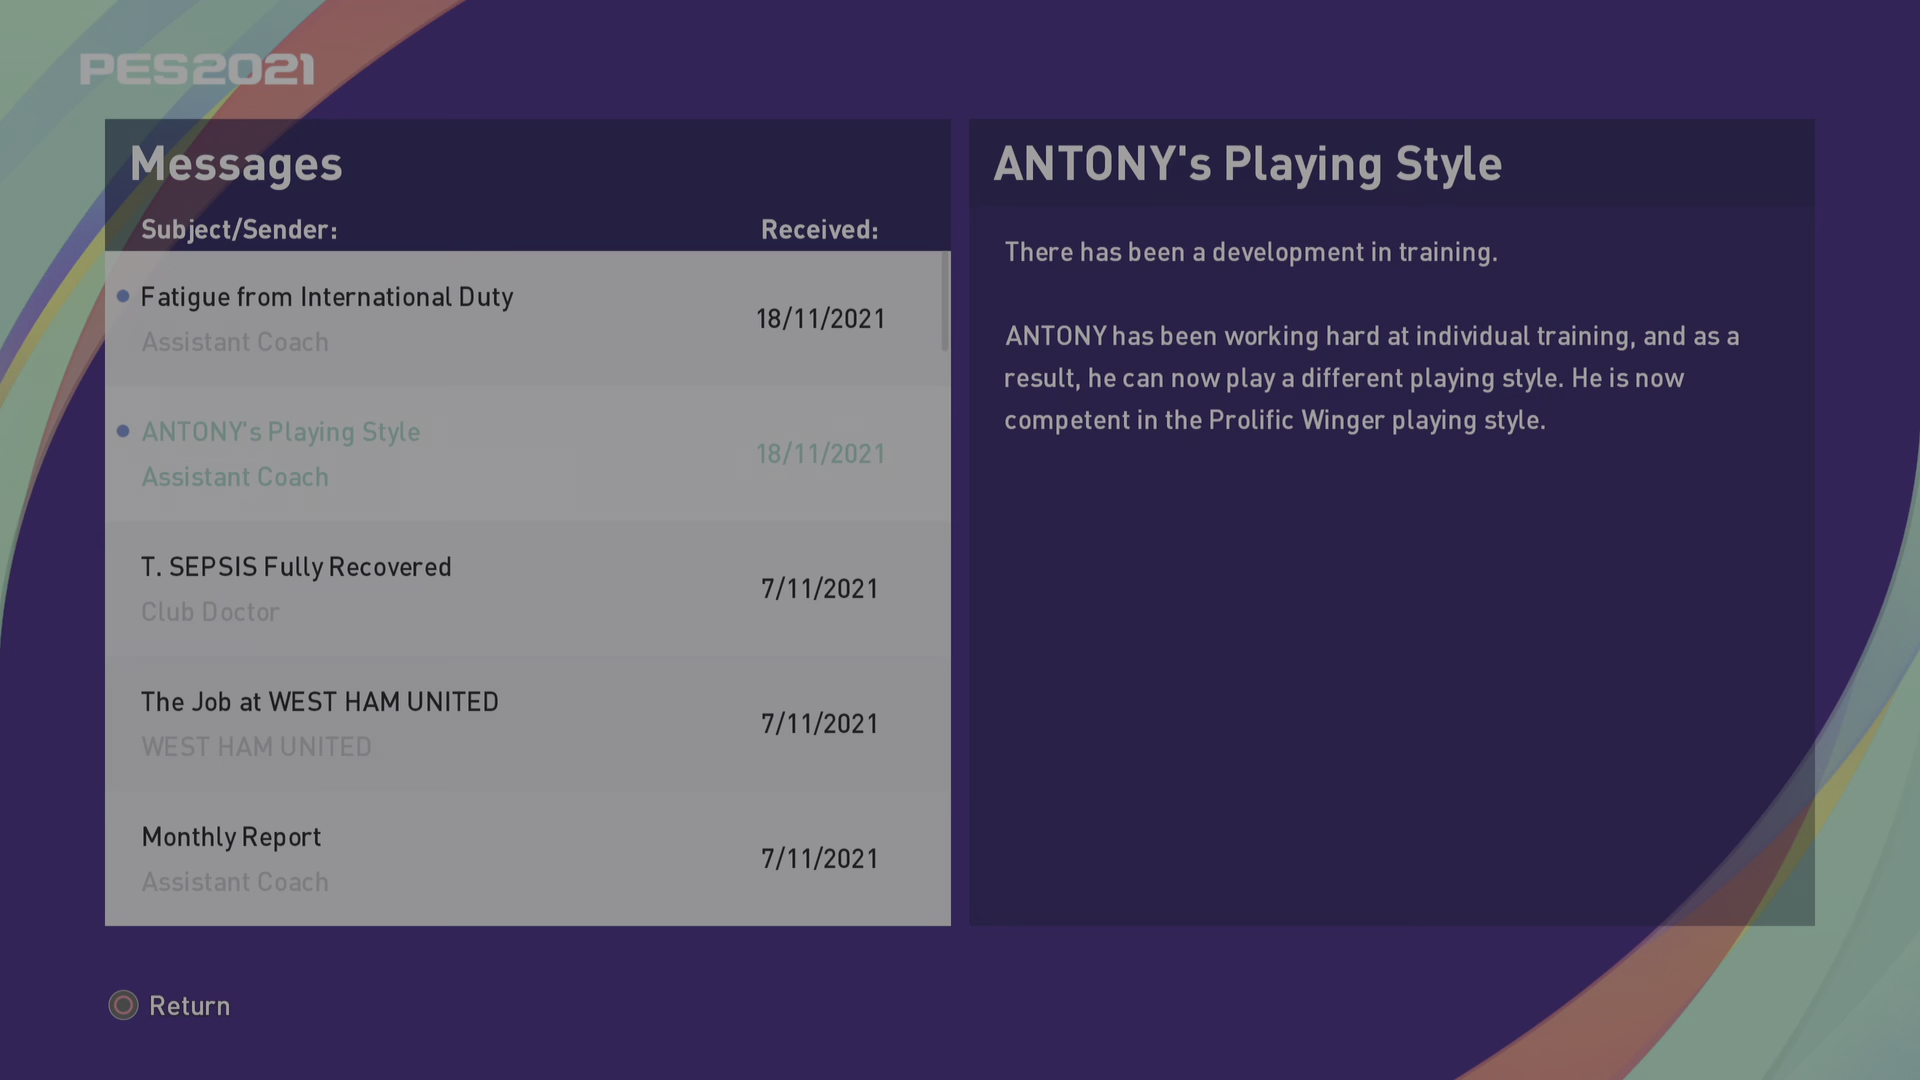 PES2021
Messages
Subject/Sender:
Received:
Fatigue from International Duty
Assistant Coach
18/11/2021
ANTONY's Playing Style
Assistant Coach
18/11/2021
T. SEPSIS Fully Recovered
Club Doctor
7/11/2021
The Job at WEST HAM UNITED
WEST HAM UNITED
7/11/2021
Monthly Report
Assistant Coach
7/11/2021
ANTONY's Playing Style
There has been a development in training.
ANTONY has been working hard at individual training, and as a
result, he can now play a different playing style. He is now
competent in the Prolific Winger playing style.
Return